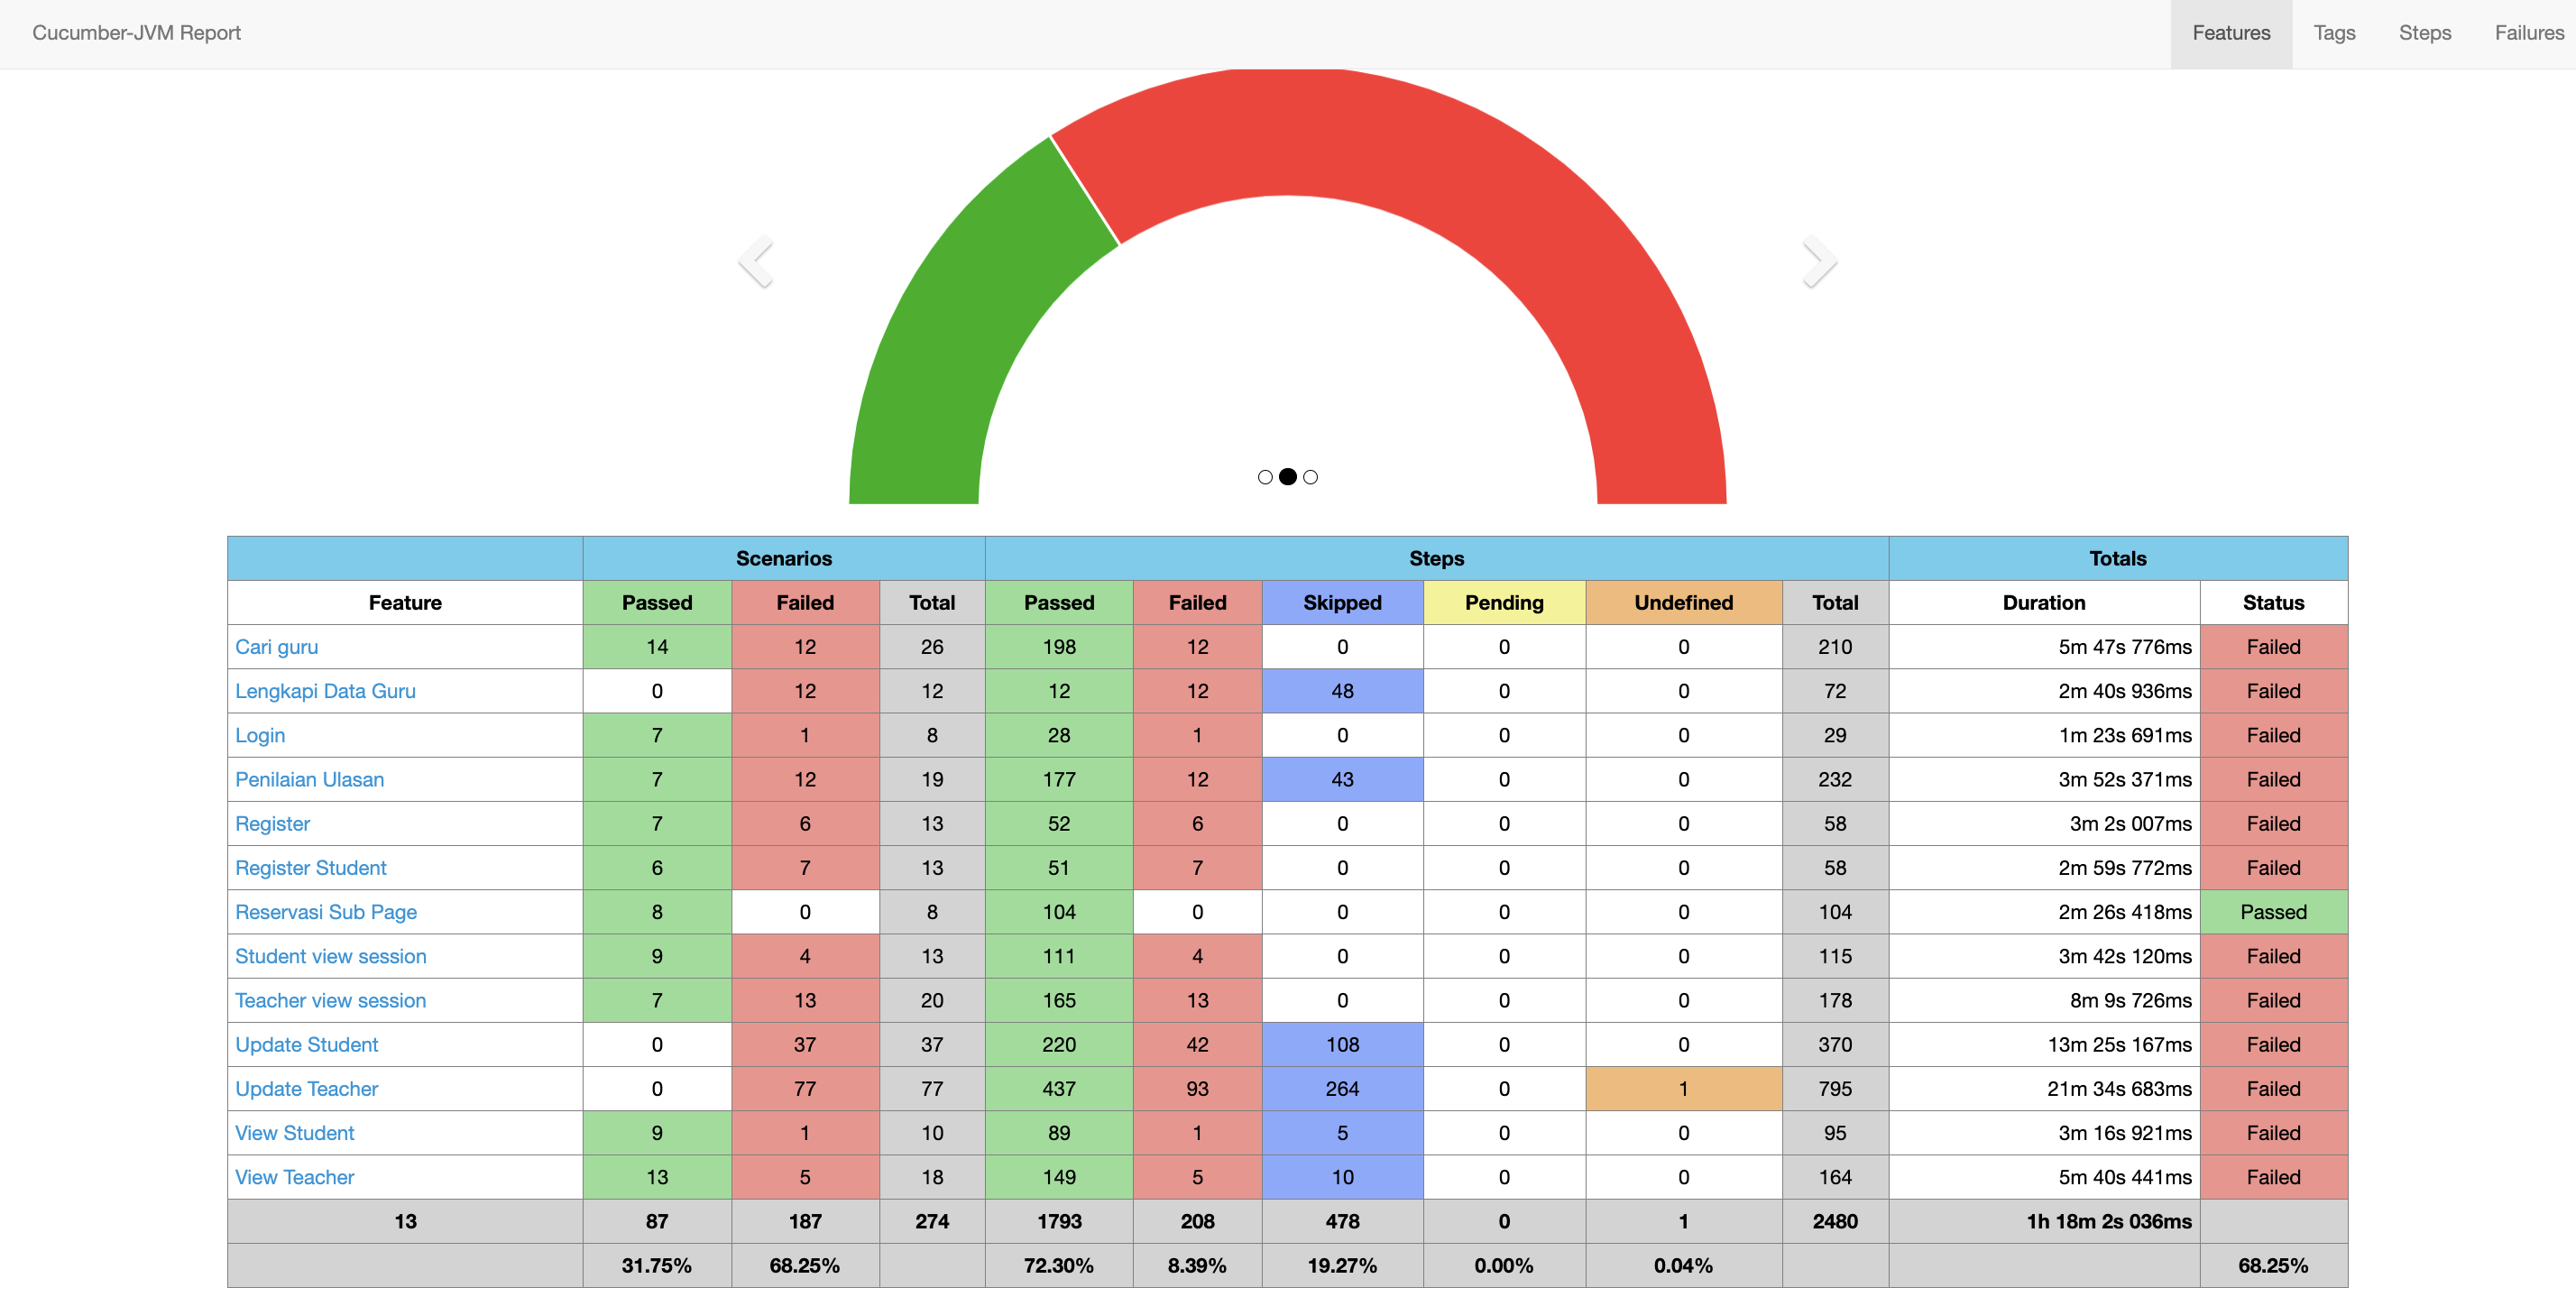 Cucumber-JVM Report Features Tags Steps Failures
Scenarios Steps Totals
Feature Passed Failed Total Passed Failed Skipped Pending Undefined Total Duration Status
Cari guru 14 12 26 198 12 0 0 0 210 5m 47s 776ms Failed
Lengkapi Data Guru 0 12 12 12 12 48 0 0 72 2m 40s 936ms Failed
Login 7 1 8 28 1 0 0 0 29 1m 23s 691ms Failed
Penilaian Ulasan 7 12 19 177 12 43 0 0 232 3m 52s 371ms Failed
Register 7 6 13 52 6 0 0 0 58 3m 2s 007ms Failed
Register Student 6 7 13 51 7 0 0 0 58 2m 59s 772ms Failed
Reservasi Sub Page 8 0 8 104 0 0 0 0 104 2m 26s 418ms Passed
Student view session 9 4 13 111 4 0 0 0 115 3m 42s 120ms Failed
Teacher view session 7 13 20 165 13 0 0 0 178 8m 9s 726ms Failed
Update Student 0 37 37 220 42 108 0 0 370 13m 25s 167ms Failed
Update Teacher 0 77 77 437 93 264 0 1 795 21m 34s 683ms Failed
View Student 9 1 10 89 1 5 0 0 95 3m 16s 921ms Failed
View Teacher 13 5 18 149 5 10 0 0 164 5m 40s 441ms Failed
13 87 187 274 1793 208 478 0 1 2480 1h 18m 2s 036ms
31.75% 68.25% 72.30% 8.39% 19.27% 0.00% 0.04% 68.25%